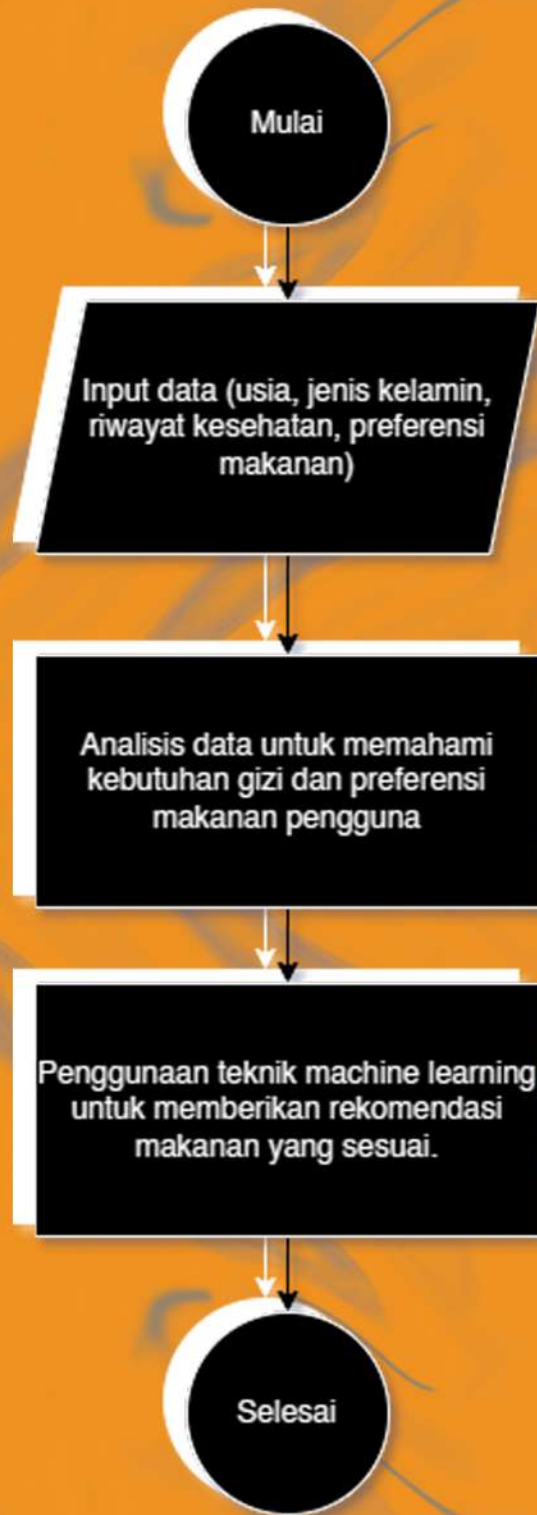 Mulai
Input data (usia, jenis kelamin,
riwayat kesehatan, preferensi
makanan)
Analisis data untuk memahami
kebutuhan gizi dan preferensi
makanan pengguna
Penggunaan teknik machine learning
untuk memberikan rekomendasi
makanan yang sesuai.
Selesai